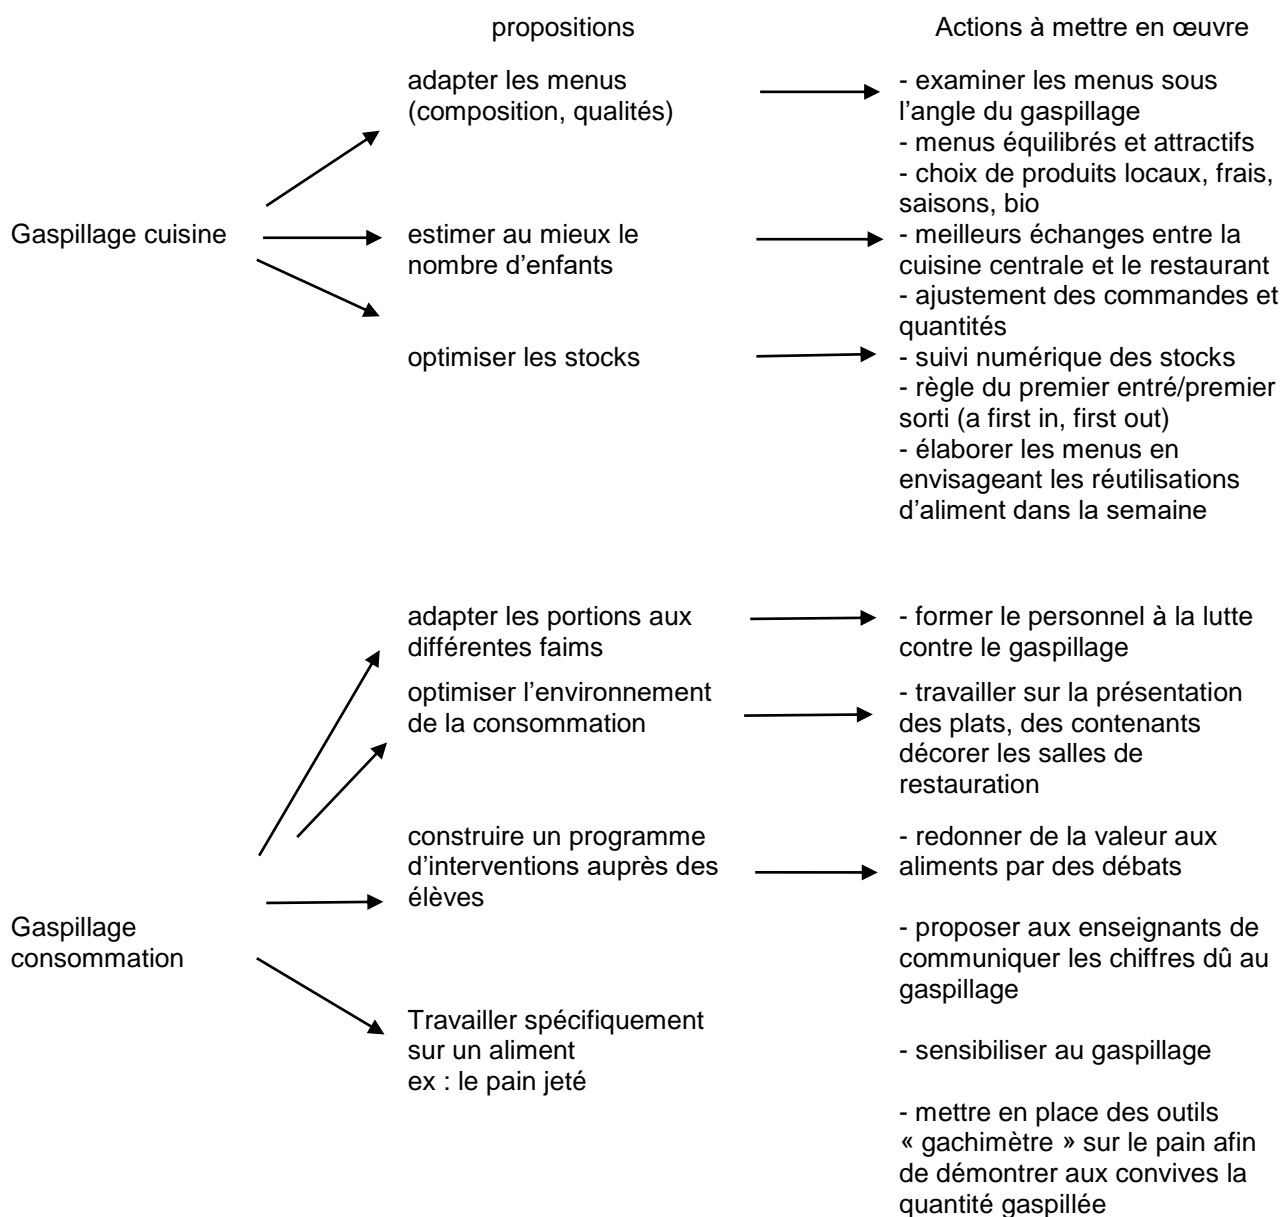 propositions
Actions à mettre en œuvre
adapter les menus
(composition, qualités)
- examiner les menus sous
l’angle du gaspillage
- menus équilibrés et attractifs
- choix de produits locaux, frais,
saisons, bio
Gaspillage cuisine
estimer au mieux le
nombre d’enfants
- meilleurs échanges entre la
cuisine centrale et le restaurant
- ajustement des commandes et
quantités
optimiser les stocks
- suivi numérique des stocks
- règle du premier entré/premier
sorti (a first in, first out)
- élaborer les menus en
envisageant les réutilisations
d’aliment dans la semaine
adapter les portions aux
différentes faims
- former le personnel à la lutte
contre le gaspillage
optimiser l’environnement
de la consommation
- travailler sur la présentation
des plats, des contenants
décorer les salles de
restauration
construire un programme
d’interventions auprès des
élèves
- redonner de la valeur aux
aliments par des débats
Gaspillage
consommation
- proposer aux enseignants de
communiquer les chiffres dû au
gaspillage
Travailler spécifiquement
sur un aliment
ex : le pain jeté
- sensibiliser au gaspillage
- mettre en place des outils
« gachimètre » sur le pain afin
de démontrer aux convives la
quantité gaspillée